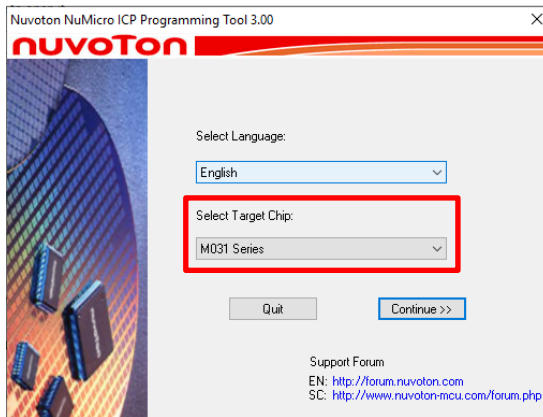 Nuvoton NuMicro ICP Programming Tool 3.00
nuvoTon
Select Language:
English
Select Target Chip:
M031 Series
Quit
Continue >>
Support Forum
EN: http://forum.nuvoton.com
SC: http://www.nuvoton-mcu.com/forum.php